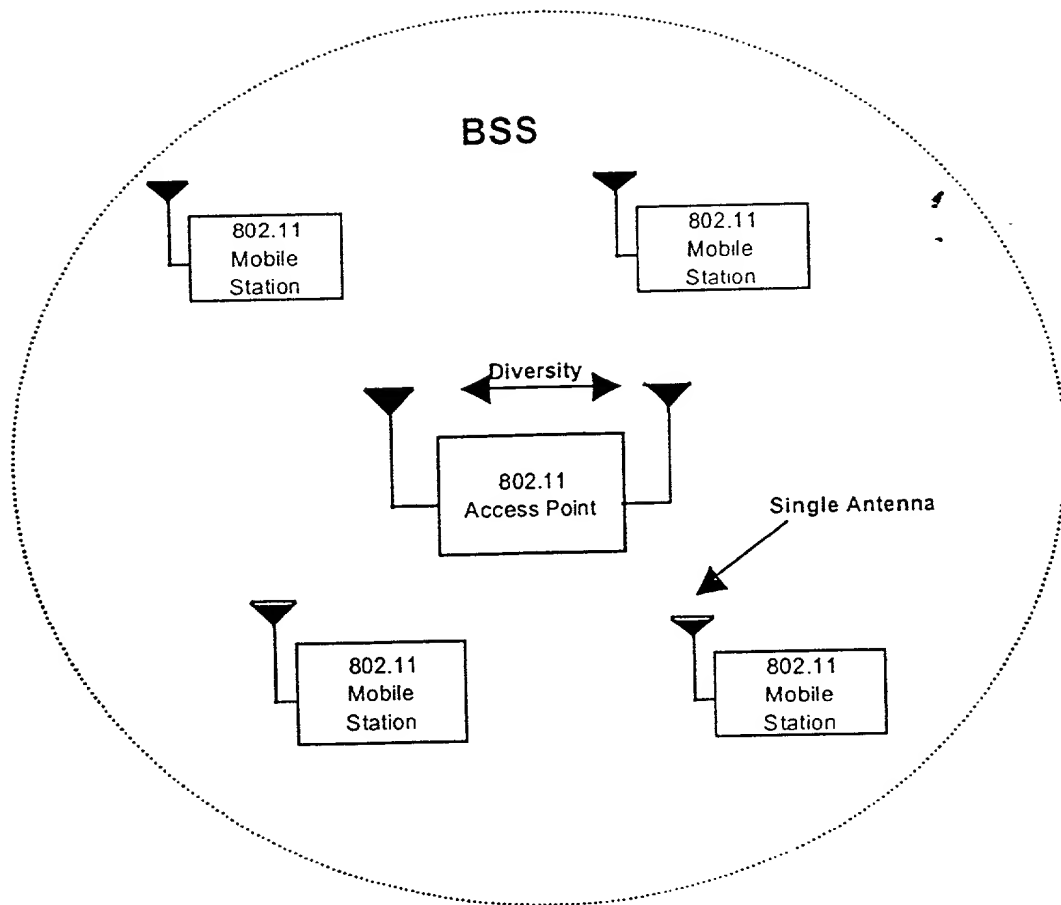 BSS
802.11
Mobile
Station
802.11
Mobile
Station
Diversity
802.11
Access Point
Single Antenna
802.11
Mobile
Station
802.11
Mobile
Station